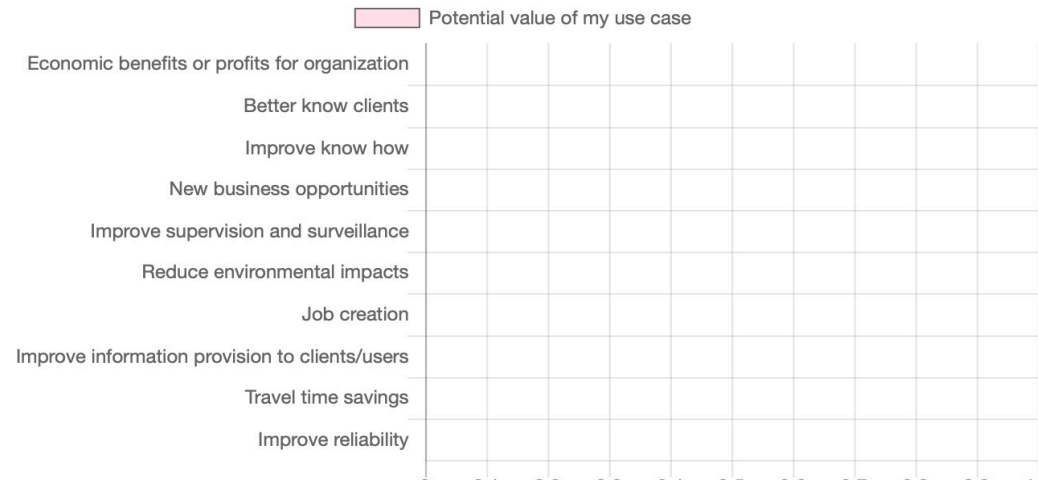 Potential value of my use case
Economic benefits or profits for organization
Better know clients
Improve know how
New business opportunities
Improve supervision and surveillance
Reduce environmental impacts
Job creation
Improve information provision to clients/users
Travel time savings
Improve reliability